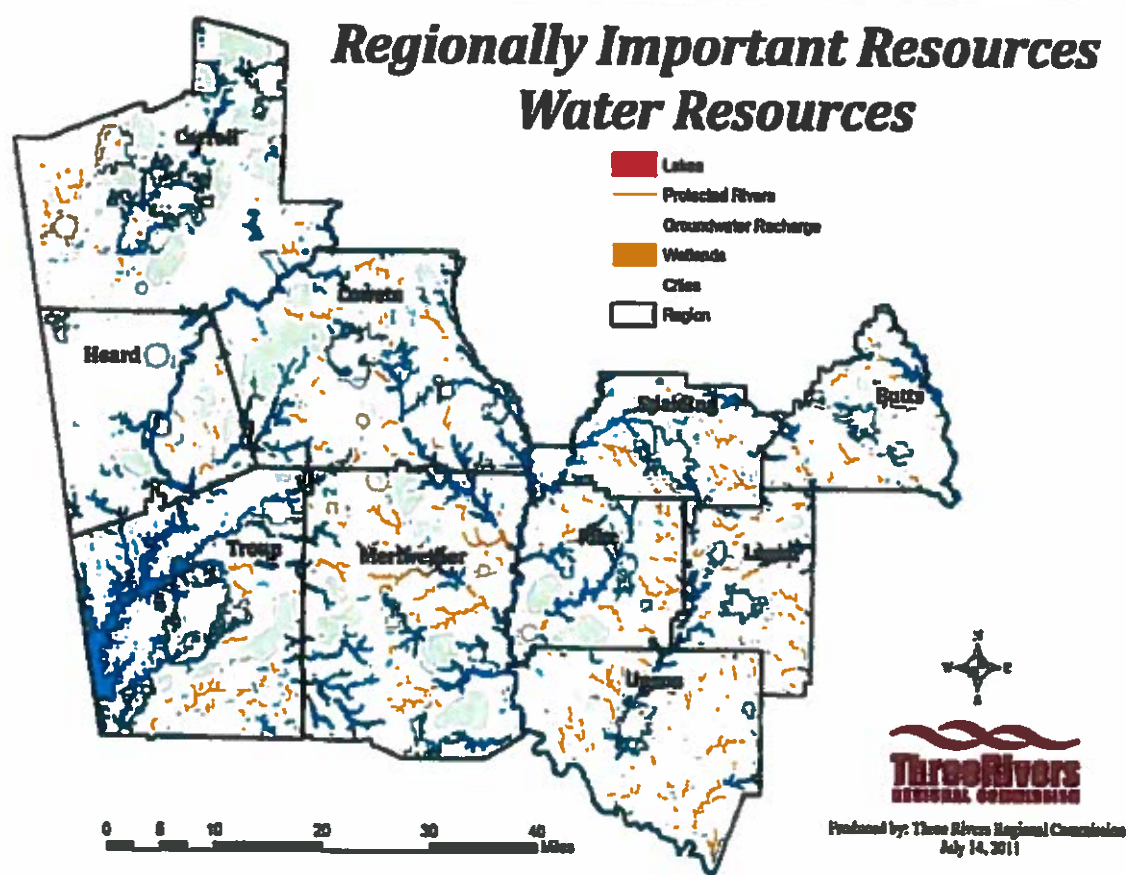 Regionally Important Resources
Water Resources
Lakes
Protected Rivers
Groundwater Recharge
Wetlands
Cities
Region
Carroll
Coweta
Heard
Spalding
Butts
Troup
Meriwether
Pike
Lamar
Upson
N
W E
S
ThreeRivers
REGIONAL COMMISSION
0 5 10 20 30 40
Miles
Produced by: Three Rivers Regional Commission
July 14, 2011